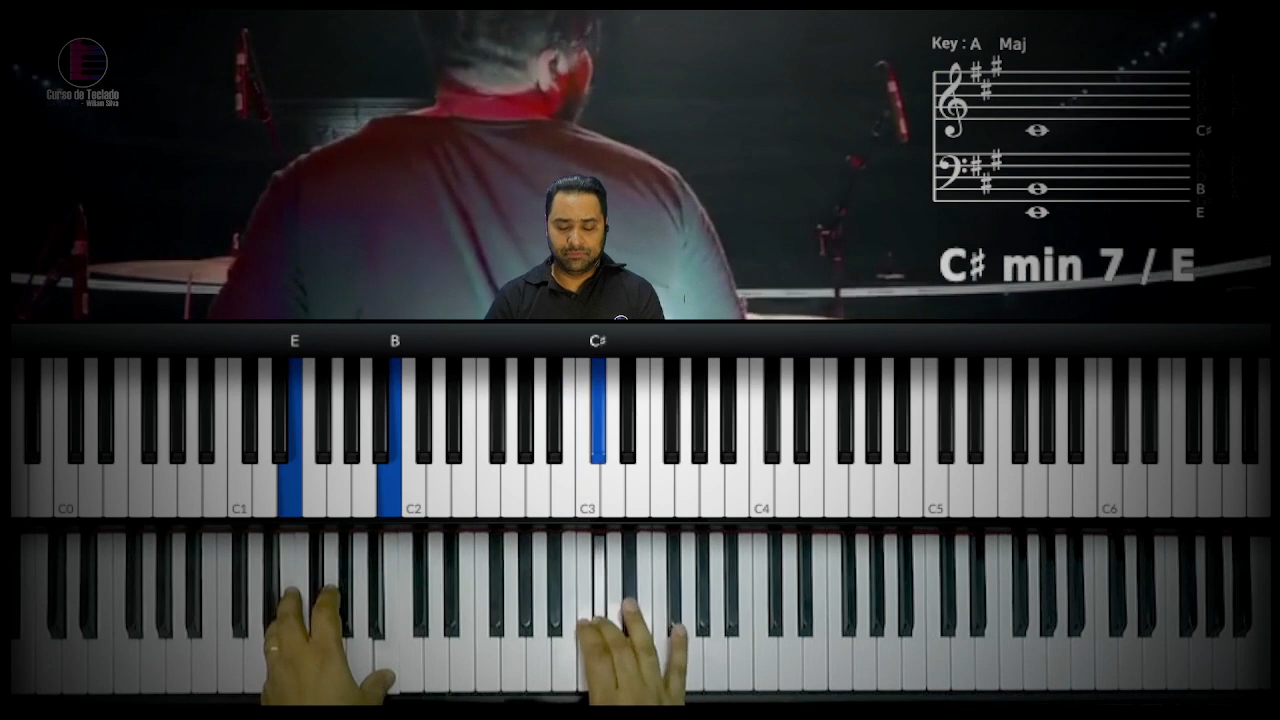 Curso de Teclado
- Willian Silva
Key : A Maj
C♯
B
E
C♯ min 7 / E
E B C♯
C0 C1 C2 C3 C4 C5 C6